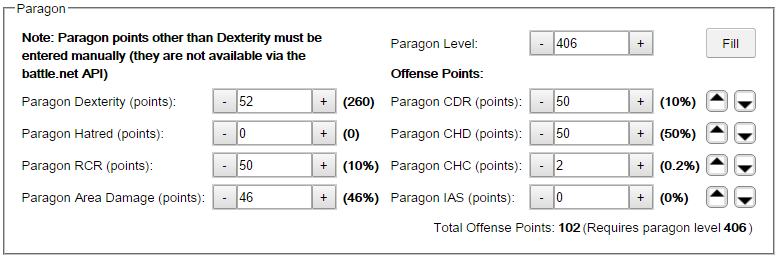 Paragon
Note: Paragon points other than Dexterity must be
entered manually (they are not available via the
battle.net API)
Paragon Level: - 406 + Fill
Offense Points:
Paragon Dexterity (points): - 52 + (260) Paragon CDR (points): - 50 + (10%)
Paragon Hatred (points): - 0 + (0) Paragon CHD (points): - 50 + (50%)
Paragon RCR (points): - 50 + (10%) Paragon CHC (points): - 2 + (0.2%)
Paragon Area Damage (points): - 46 + (46%) Paragon IAS (points): - 0 + (0%)
Total Offense Points: 102 (Requires paragon level 406 )